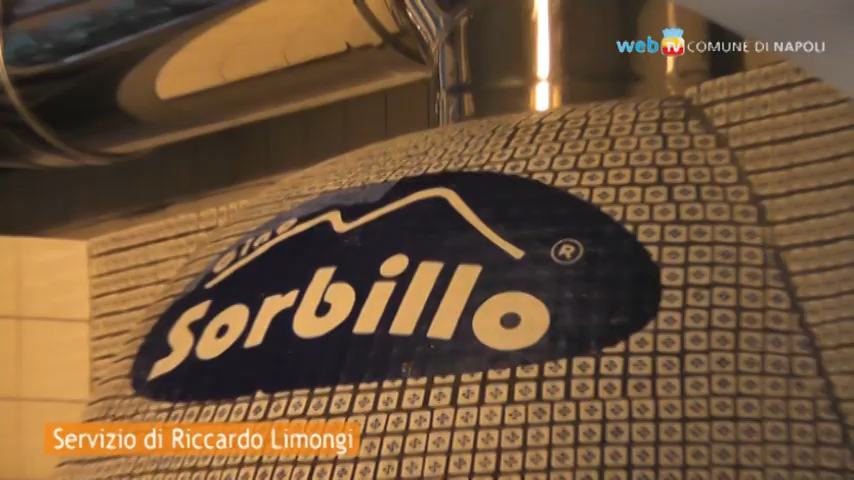 web TV COMUNE DI NAPOLI
Gino
Sorbillo ®
Servizio di Riccardo Limongi